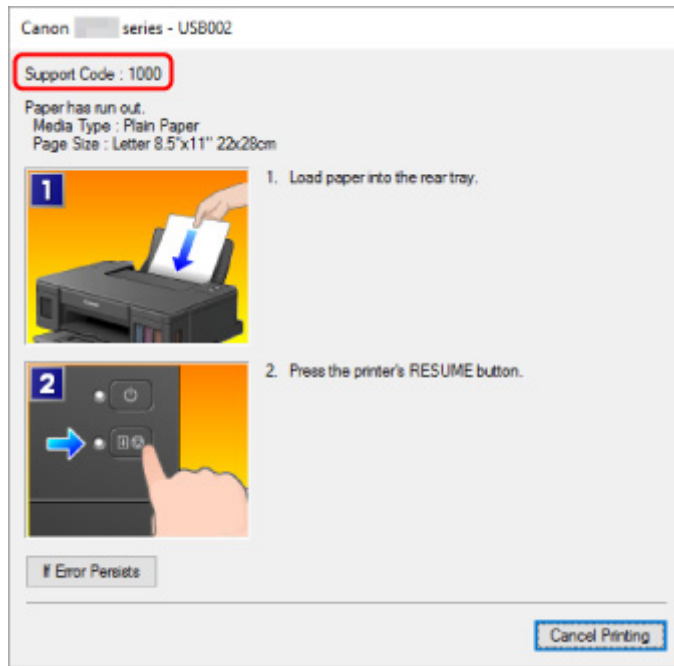 Canon series - USB002
Support Code : 1000
Paper has run out.
Media Type : Plain Paper
Page Size : Letter 8.5"x11" 22x28cm
1
1. Load paper into the rear tray.
2
2. Press the printer's RESUME button.
If Error Persists
Cancel Printing